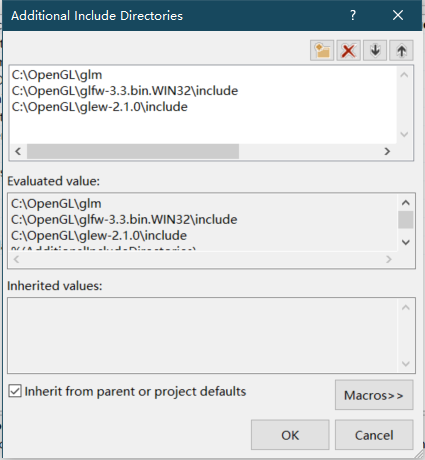 Additional Include Directories
C:\OpenGL\glm
C:\OpenGL\glfw-3.3.bin.WIN32\include
C:\OpenGL\glew-2.1.0\include
Evaluated value:
C:\OpenGL\glm
C:\OpenGL\glfw-3.3.bin.WIN32\include
C:\OpenGL\glew-2.1.0\include
%(AdditionalIncludeDirectories)
Inherited values:
Inherit from parent or project defaults
Macros>>
OK
Cancel